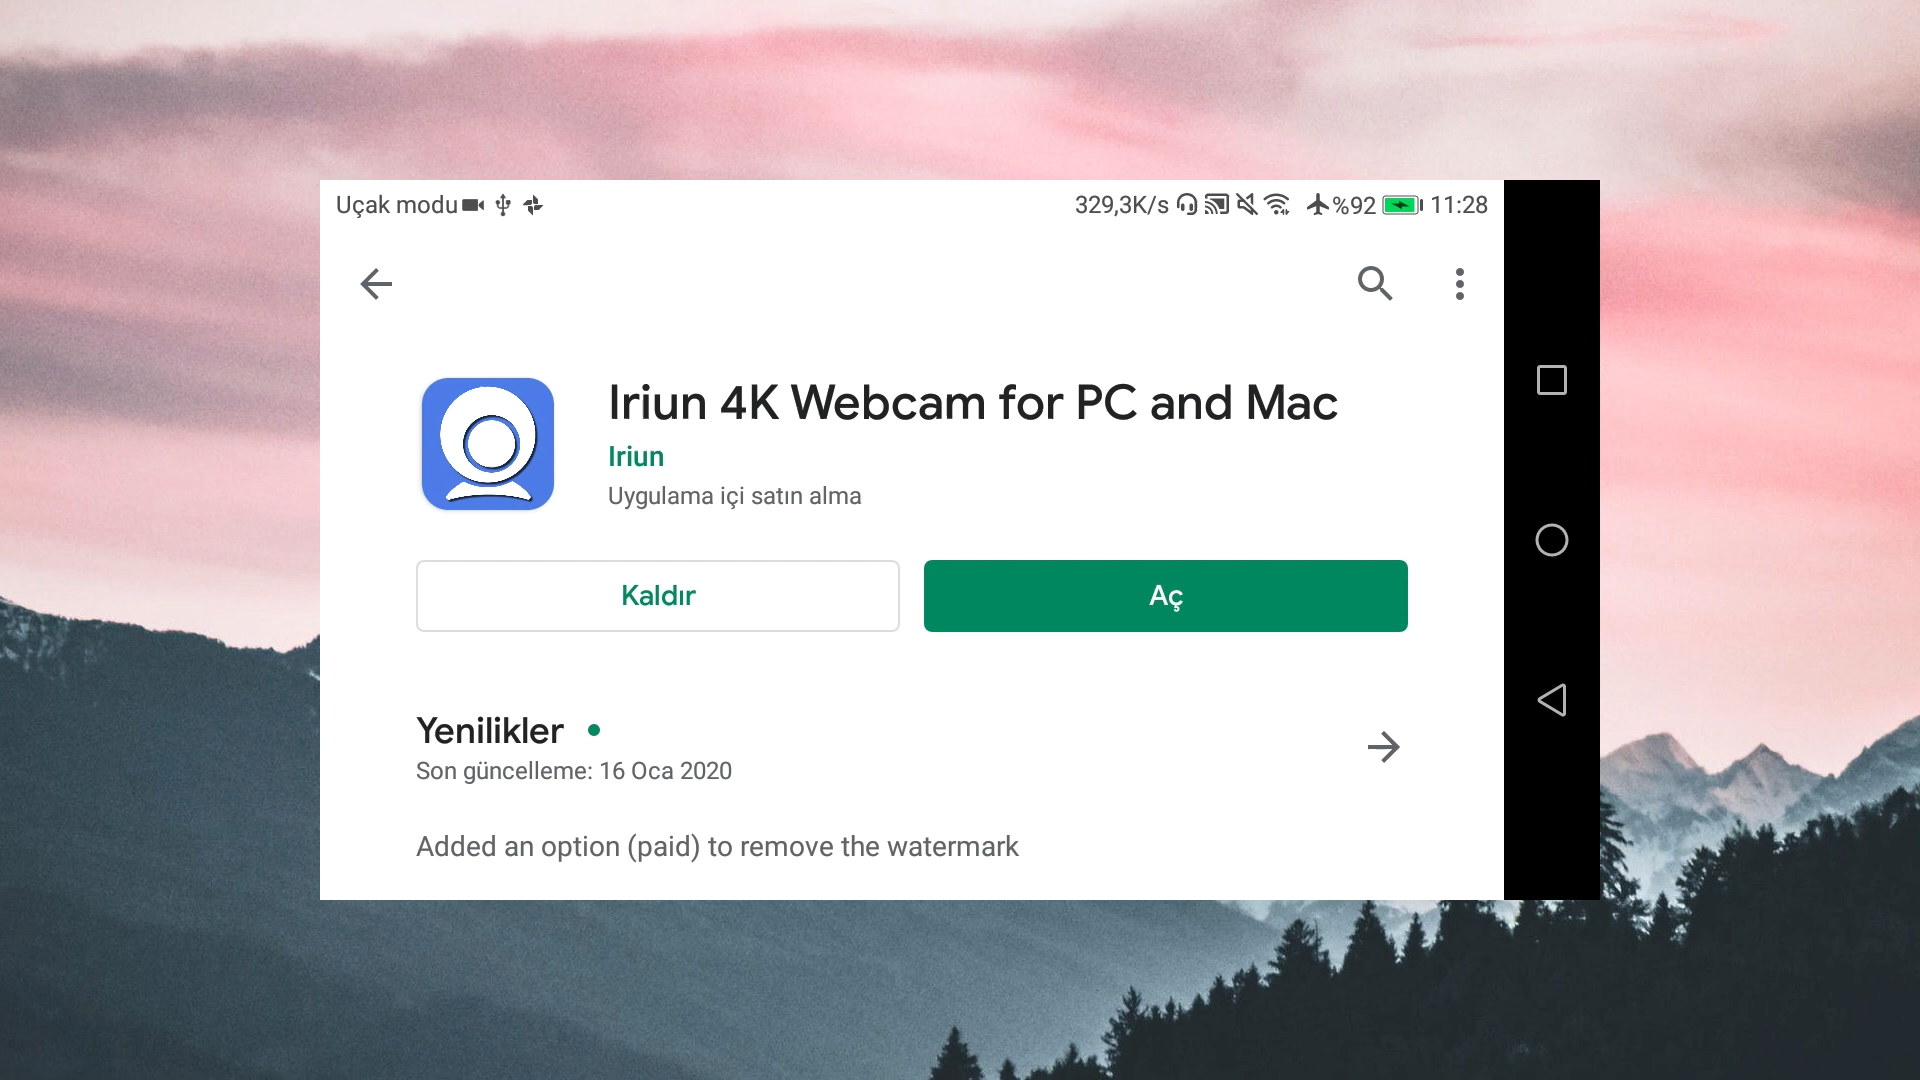 Uçak modu 329,3K/s %92 11:28
Iriun 4K Webcam for PC and Mac
Iriun
Uygulama içi satın alma
Kaldır Aç
Yenilikler
Son güncelleme: 16 Oca 2020
Added an option (paid) to remove the watermark